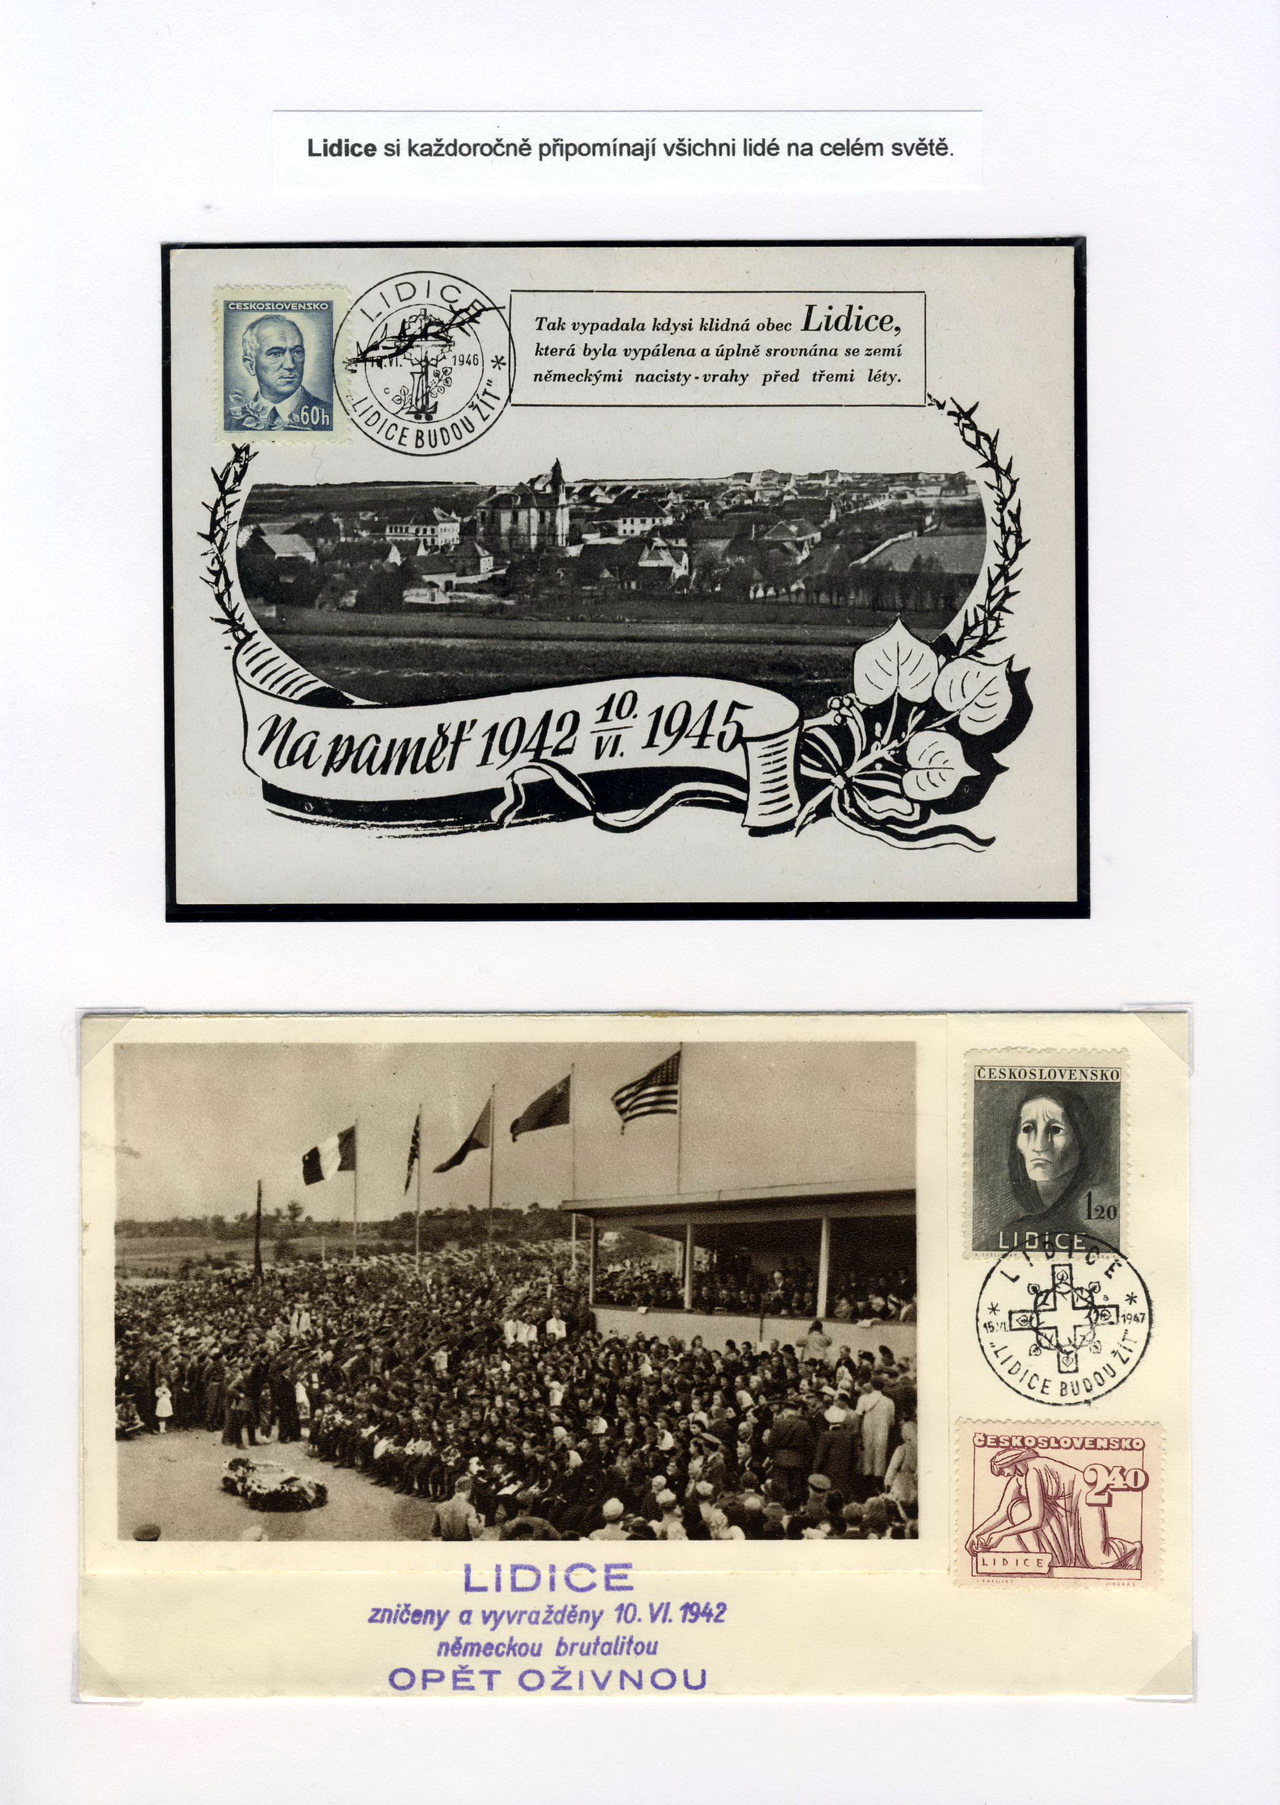 Lidice si každoročně připomínají všichni lidé na celém světě.
ČESKOSLOVENSKO
60h
LIDICE
10.VI. 1946
"LIDICE BUDOU ŽÍT"
Tak vypadala kdysi klidná obec Lidice,
která byla vypálena a úplně srovnána se zemí
německými nacisty-vrahy před třemi léty.
Na paměť 1942 10. VI. 1945
ČESKOSLOVENSKO
1 20
LIDICE
LIDICE
15.VI. 1947
"LIDICE BUDOU ŽÍT"
ČESKOSLOVENSKO
2 40
LIDICE
LIDICE
zničeny a vyvražděny 10. VI. 1942
německou brutalitou
OPĚT OŽIVNOU